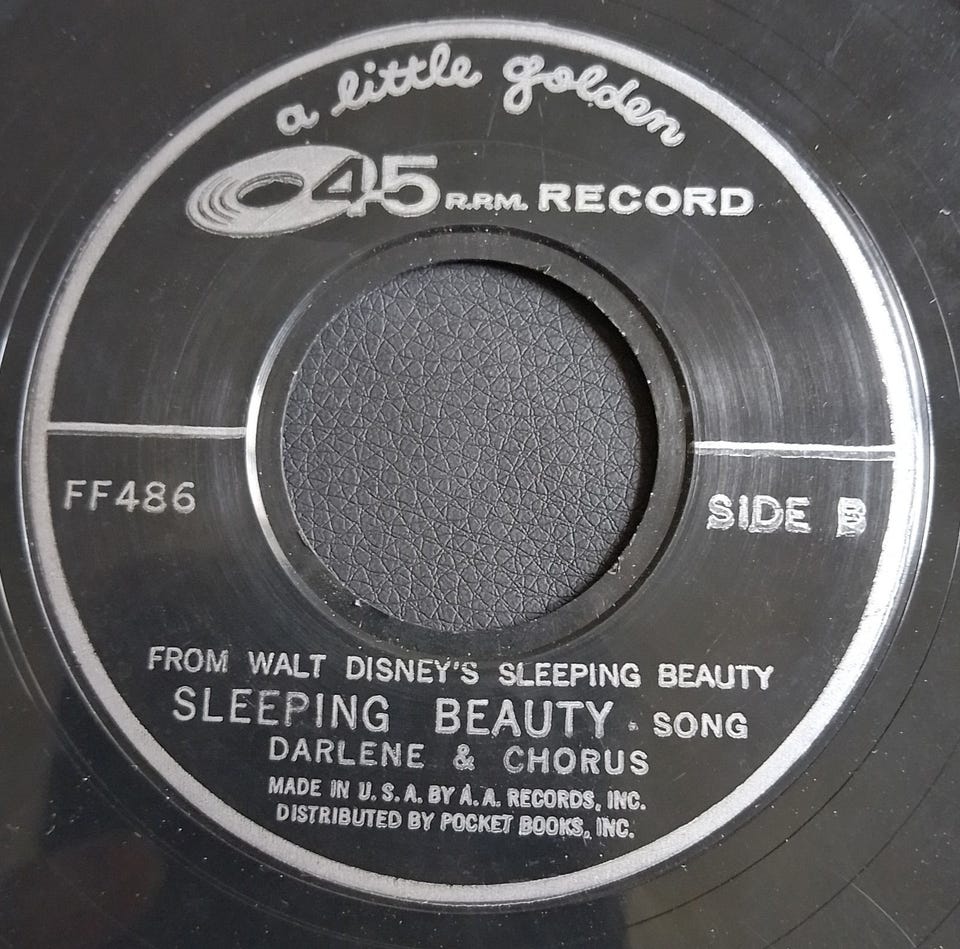 a little golden
45 R.P.M. RECORD
FF486
SIDE B
FROM WALT DISNEY'S SLEEPING BEAUTY
SLEEPING BEAUTY - SONG
DARLENE & CHORUS
MADE IN U.S.A. BY A.A. RECORDS, INC.
DISTRIBUTED BY POCKET BOOKS, INC.